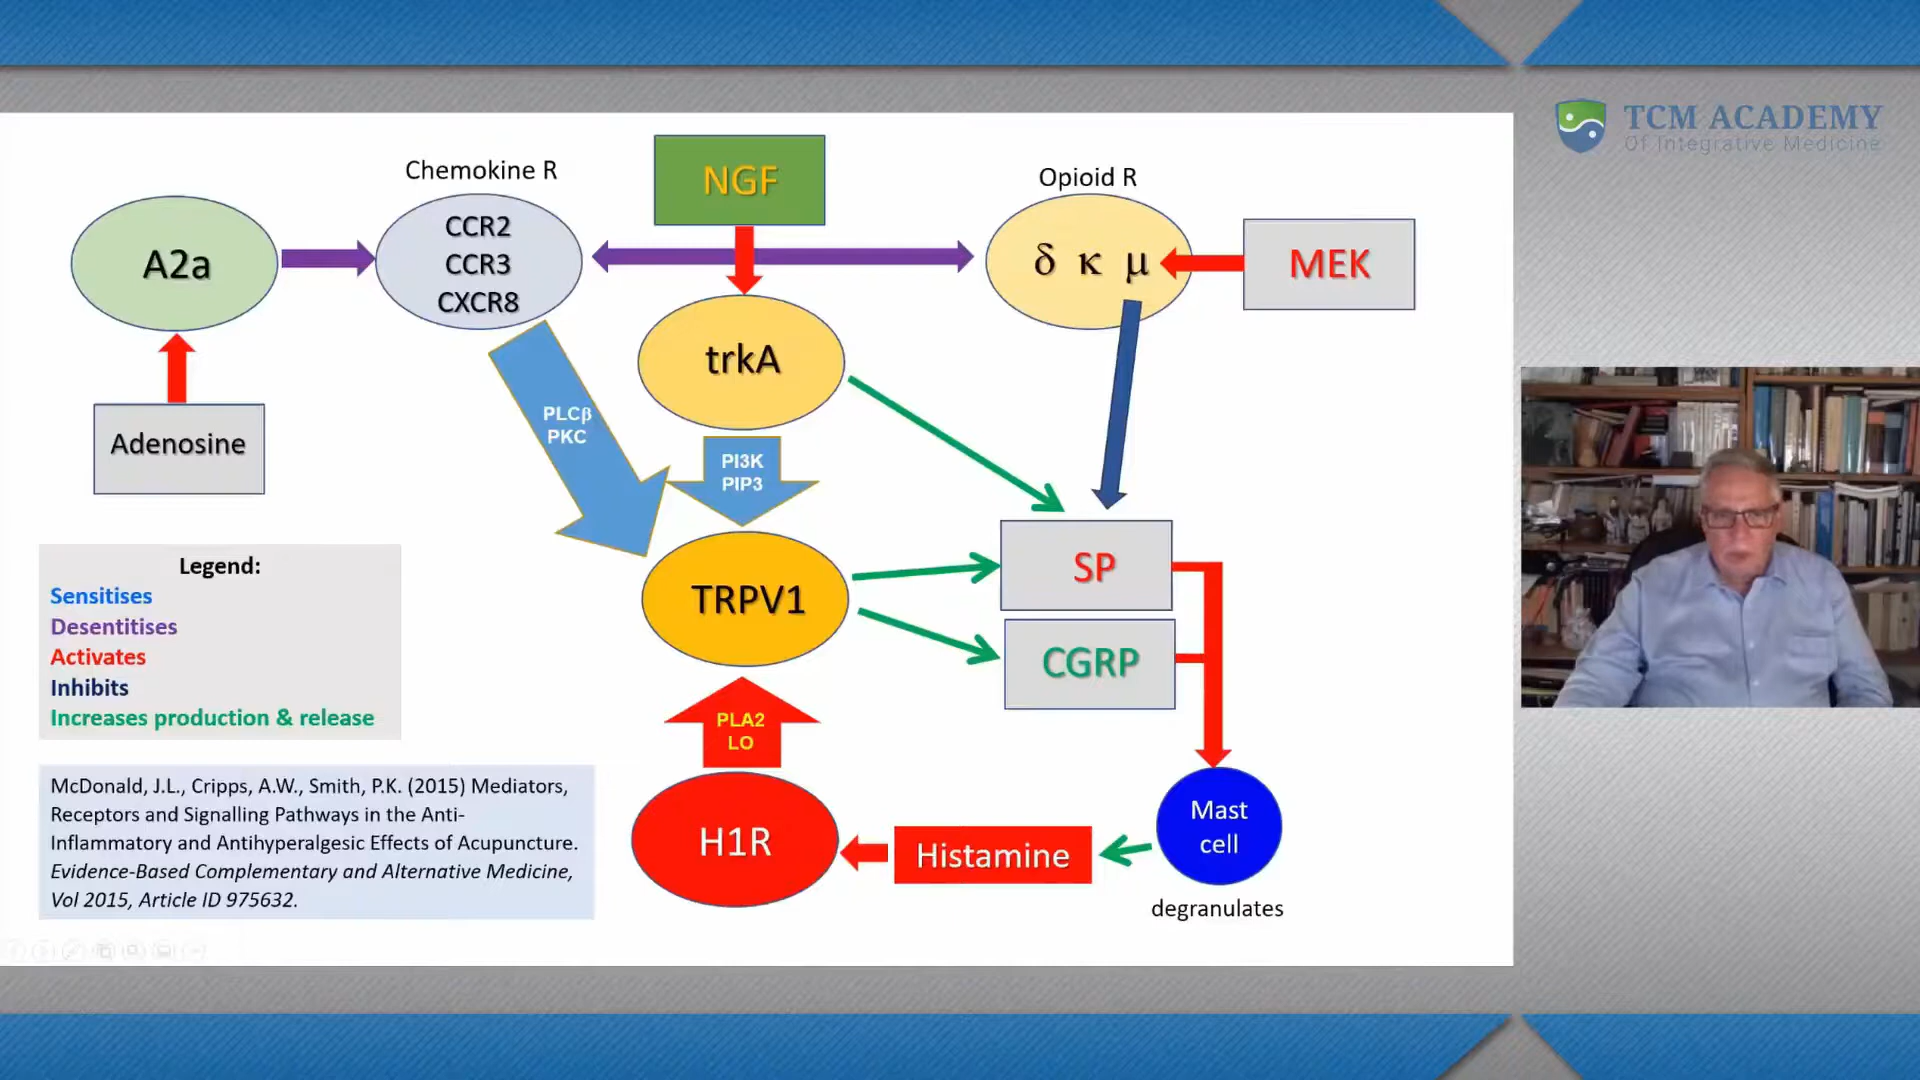 TCM ACADEMY
Of Integrative Medicine
Chemokine R
NGF
Opioid R
A2a
CCR2
CCR3
CXCR8
δ κ μ
MEK
trkA
Adenosine
PLCβ
PKC
PI3K
PIP3
Legend:
Sensitises
Desentitises
Activates
Inhibits
Increases production & release
TRPV1
SP
CGRP
PLA2
LO
H1R
Histamine
Mast
cell
degranulates
McDonald, J.L., Cripps, A.W., Smith, P.K. (2015) Mediators,
Receptors and Signalling Pathways in the Anti-
Inflammatory and Antihyperalgesic Effects of Acupuncture.
Evidence-Based Complementary and Alternative Medicine,
Vol 2015, Article ID 975632.